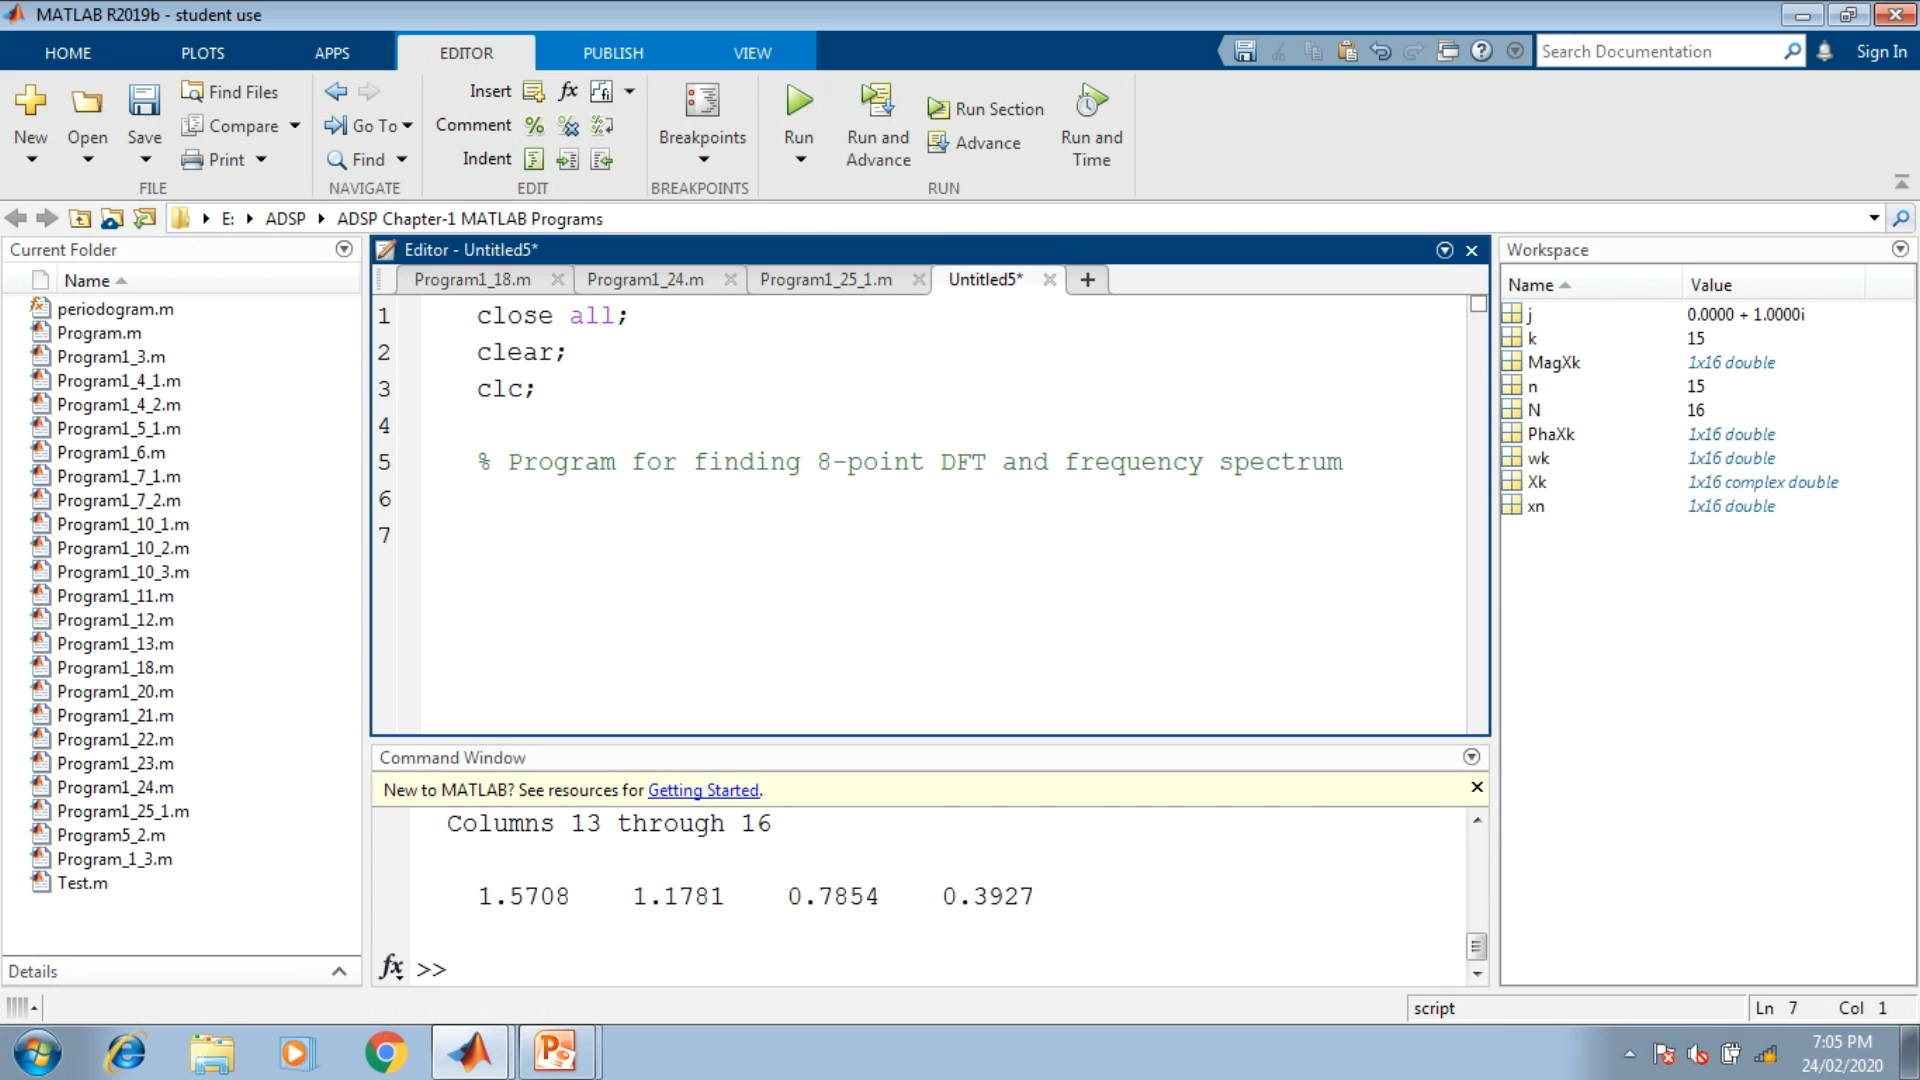 MATLAB R2019b - student use
HOME PLOTS APPS EDITOR PUBLISH VIEW Search Documentation Sign In
New Open Save Find Files Compare Print FILE
Go To Find NAVIGATE
Insert fx Comment Indent EDIT
Breakpoints BREAKPOINTS
Run Run and Advance Run Section Advance Run and Time RUN
E: ADSP ADSP Chapter-1 MATLAB Programs
Current Folder
Name
periodogram.m
Program.m
Program1_3.m
Program1_4_1.m
Program1_4_2.m
Program1_5_1.m
Program1_6.m
Program1_7_1.m
Program1_7_2.m
Program1_10_1.m
Program1_10_2.m
Program1_10_3.m
Program1_11.m
Program1_12.m
Program1_13.m
Program1_18.m
Program1_20.m
Program1_21.m
Program1_22.m
Program1_23.m
Program1_24.m
Program1_25_1.m
Program5_2.m
Program_1_3.m
Test.m
Details
Editor - Untitled5*
Program1_18.m Program1_24.m Program1_25_1.m Untitled5*
1 close all;
2 clear;
3 clc;
4
5 % Program for finding 8-point DFT and frequency spectrum
6
7
Command Window
New to MATLAB? See resources for Getting Started.
Columns 13 through 16
1.5708 1.1781 0.7854 0.3927
fx >>
Workspace
Name Value
j 0.0000 + 1.0000i
k 15
MagXk 1x16 double
n 15
N 16
PhaXk 1x16 double
wk 1x16 double
Xk 1x16 complex double
xn 1x16 double
script Ln 7 Col 1
7:05 PM
24/02/2020